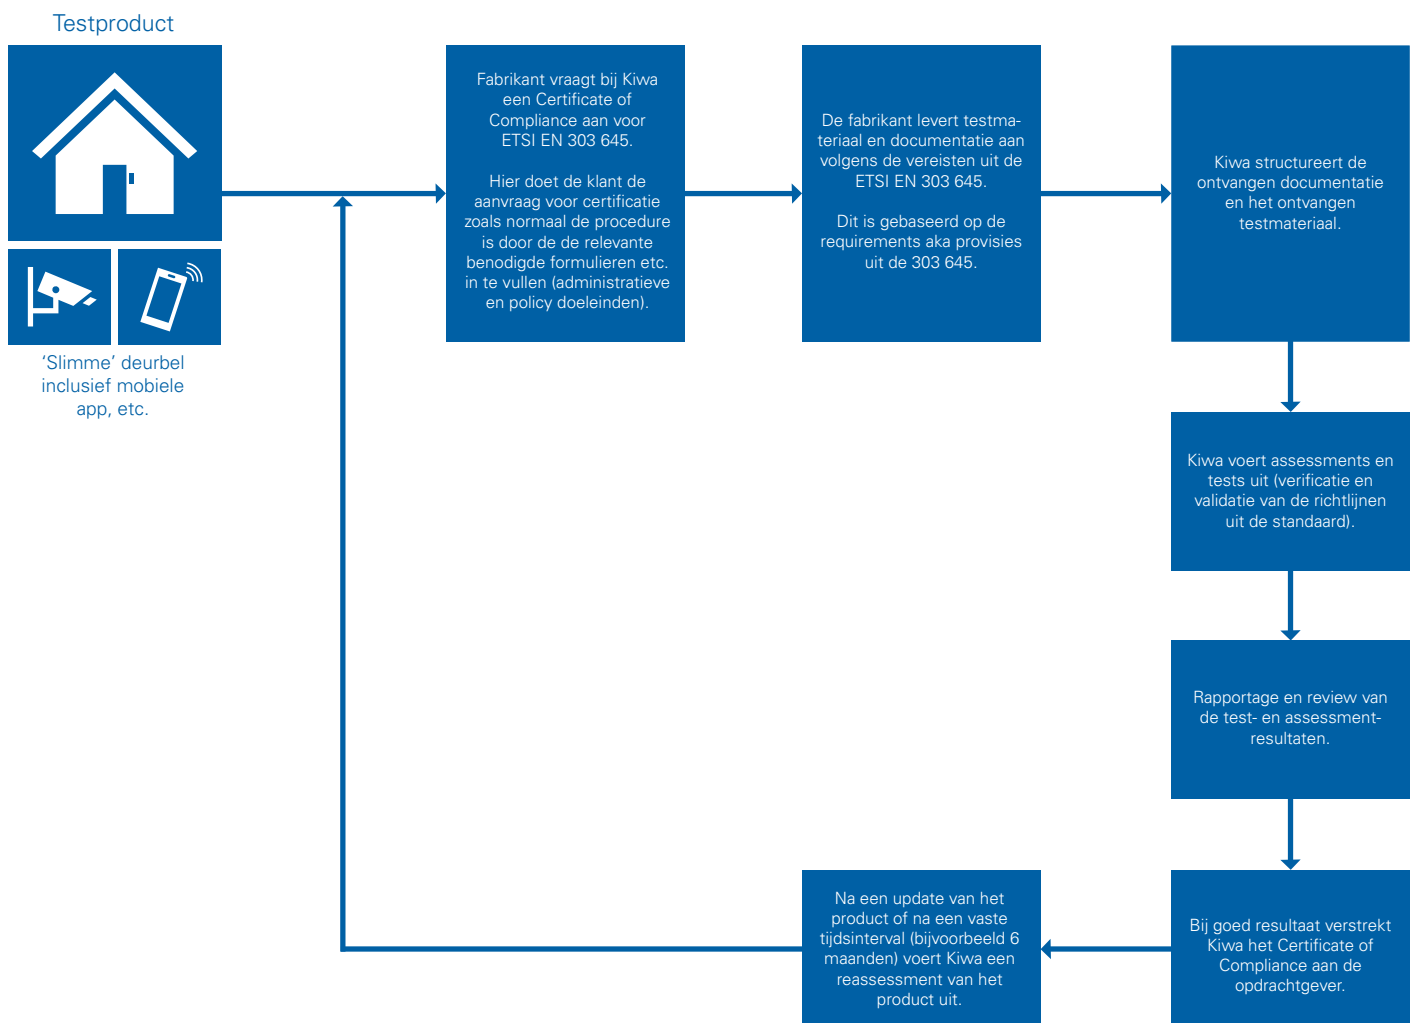 Testproduct
'Slimme' deurbel
inclusief mobiele
app, etc.
Fabrikant vraagt bij Kiwa
een Certificate of
Compliance aan voor
ETSI EN 303 645.
Hier doet de klant de
aanvraag voor certificatie
zoals normaal de procedure
is door de de relevante
benodigde formulieren etc.
in te vullen (administratieve
en policy doeleinden).
De fabrikant levert testma-
teriaal en documentatie aan
volgens de vereisten uit de
ETSI EN 303 645.
Dit is gebaseerd op de
requirements aka provisies
uit de 303 645.
Kiwa structureert de
ontvangen documentatie
en het ontvangen
testmateriaal.
Kiwa voert assessments en
tests uit (verificatie en
validatie van de richtlijnen
uit de standaard).
Rapportage en review van
de test- en assessment-
resultaten.
Bij goed resultaat verstrekt
Kiwa het Certificate of
Compliance aan de
opdrachtgever.
Na een update van het
product of na een vaste
tijdsinterval (bijvoorbeeld 6
maanden) voert Kiwa een
reassessment van het
product uit.